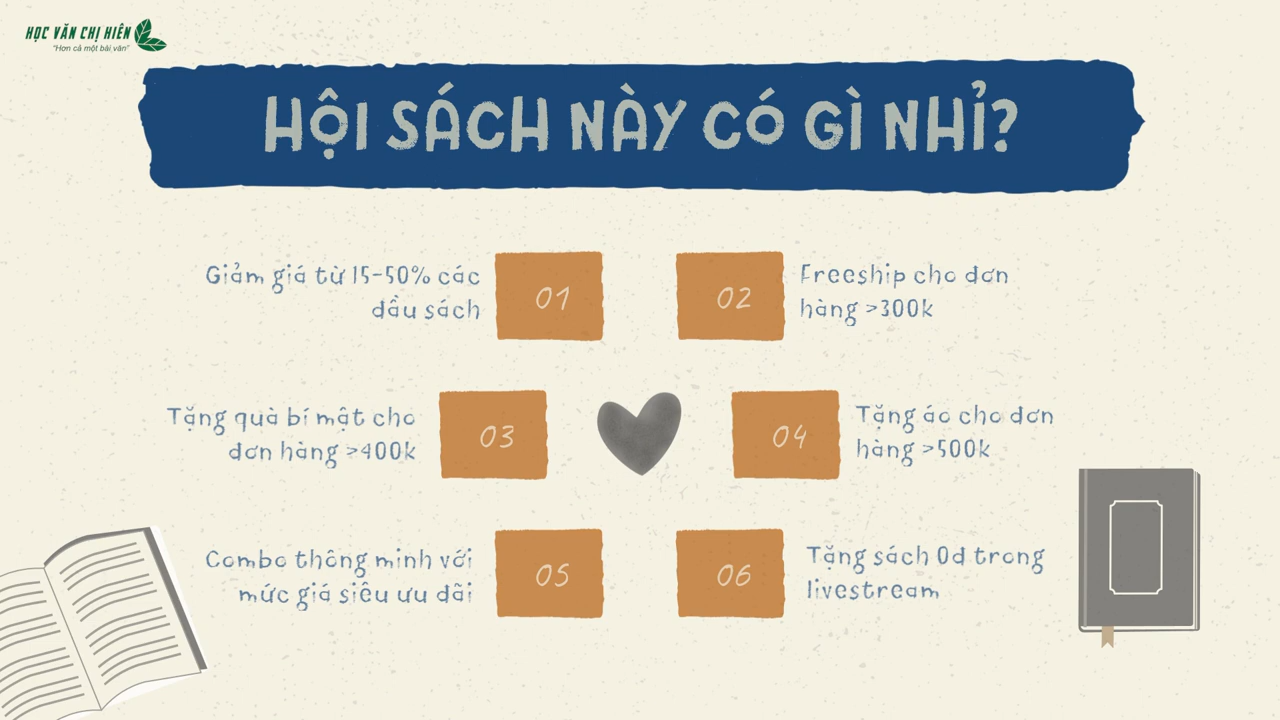 HỌC VĂN CHỊ HIÊN
"Hơn cả một bài văn"
HỘI SÁCH NÀY CÓ GÌ NHỈ?
Giảm giá từ 15-50% các
đầu sách
01
02
Freeship cho đơn
hàng >300k
Tặng quà bí mật cho
đơn hàng >400k
03
04
Tặng áo cho đơn
hàng >500k
Combo thông minh với
mức giá siêu ưu đãi
05
06
Tặng sách 0đ trong
livestream